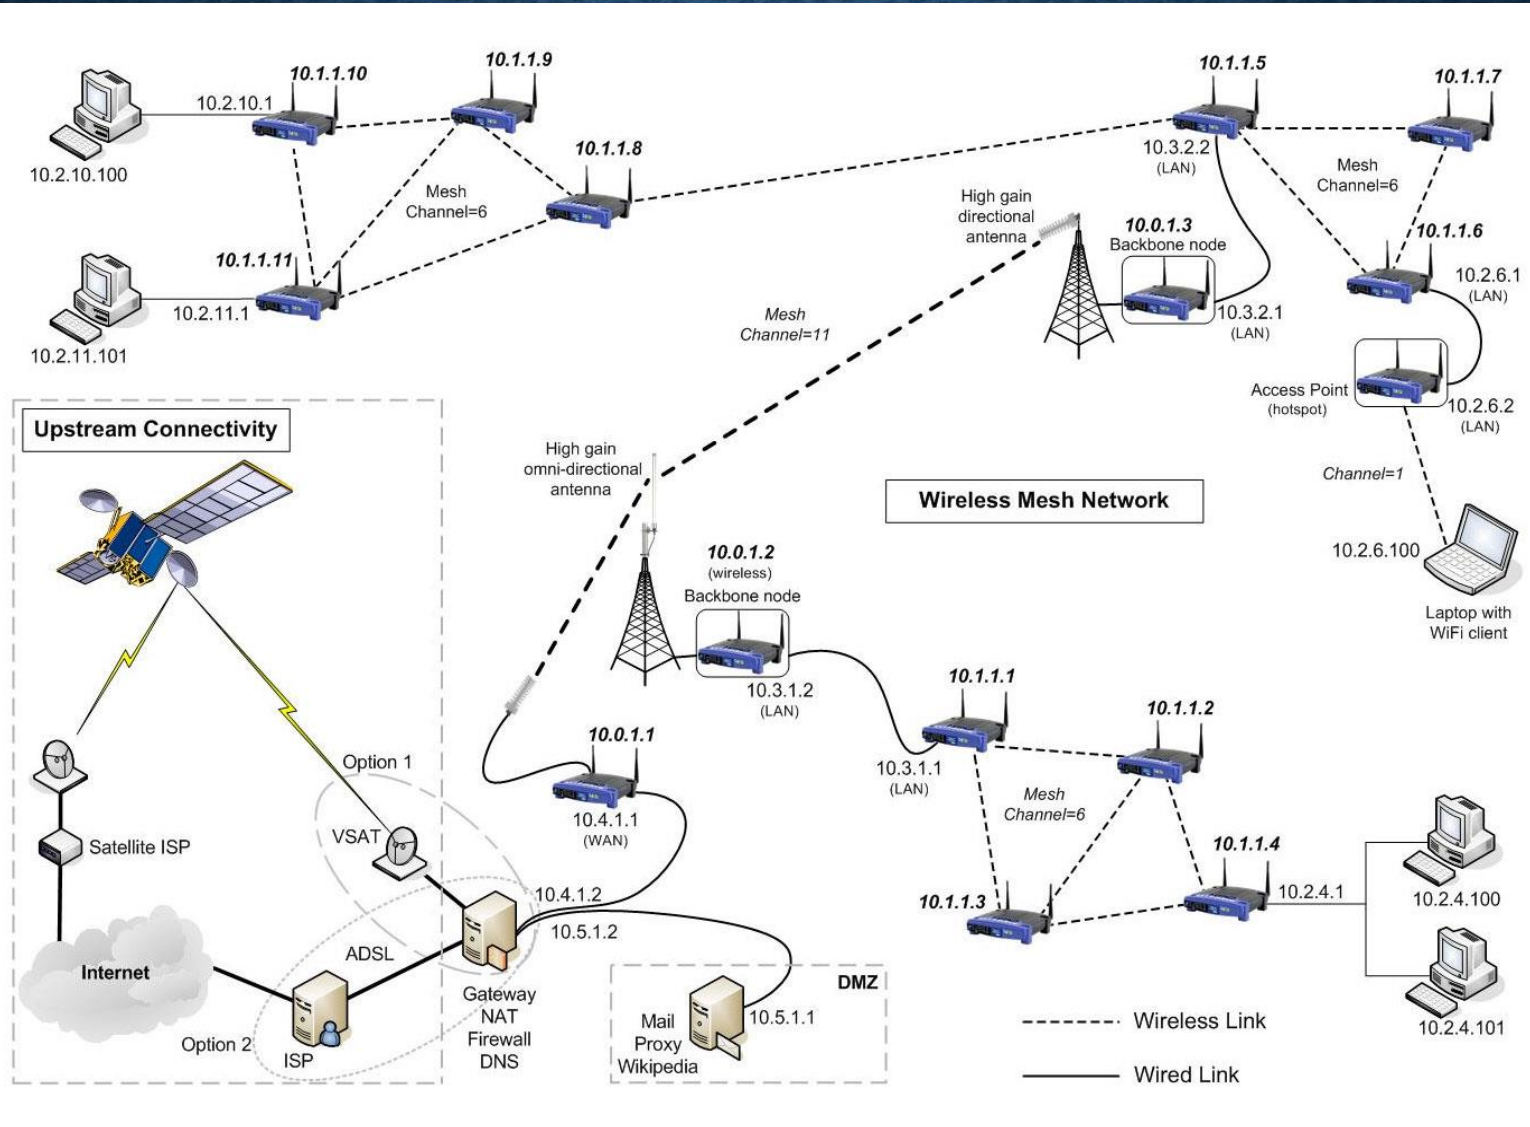 10.1.1.10
10.1.1.9
10.2.10.1
10.2.10.100
10.1.1.8
Mesh
Channel=6
10.1.1.11
10.2.11.1
10.2.11.101
10.1.1.5
10.1.1.7
10.3.2.2
(LAN)
Mesh
Channel=6
High gain
directional
antenna
10.0.1.3
Backbone node
10.3.2.1
(LAN)
10.1.1.6
10.2.6.1
(LAN)
Mesh
Channel=11
Access Point
(hotspot)
10.2.6.2
(LAN)
Channel=1
10.2.6.100
Laptop with
WiFi client
Upstream Connectivity
High gain
omni-directional
antenna
Wireless Mesh Network
10.0.1.2
(wireless)
Backbone node
10.3.1.2
(LAN)
10.0.1.1
10.4.1.1
(WAN)
10.1.1.1
10.3.1.1
(LAN)
10.1.1.2
Mesh
Channel=6
10.1.1.3
10.1.1.4
10.2.4.1
10.2.4.100
10.2.4.101
Option 1
VSAT
Satellite ISP
Internet
ADSL
Option 2
ISP
10.4.1.2
10.5.1.2
Gateway
NAT
Firewall
DNS
DMZ
Mail
Proxy
Wikipedia
10.5.1.1
Wireless Link
Wired Link